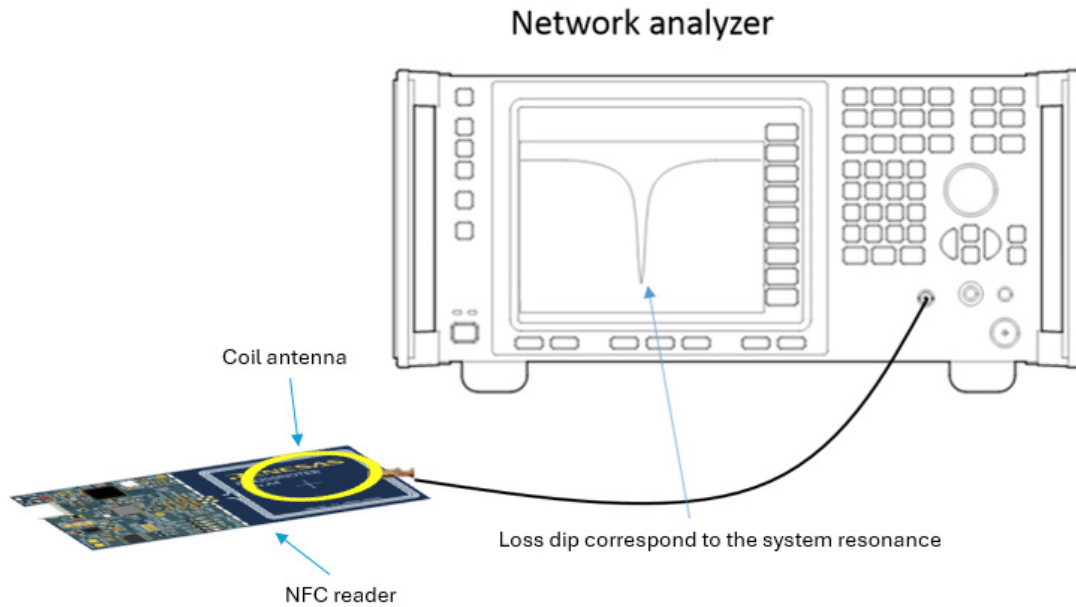 Network analyzer
Coil antenna
Loss dip correspond to the system resonance
NFC reader